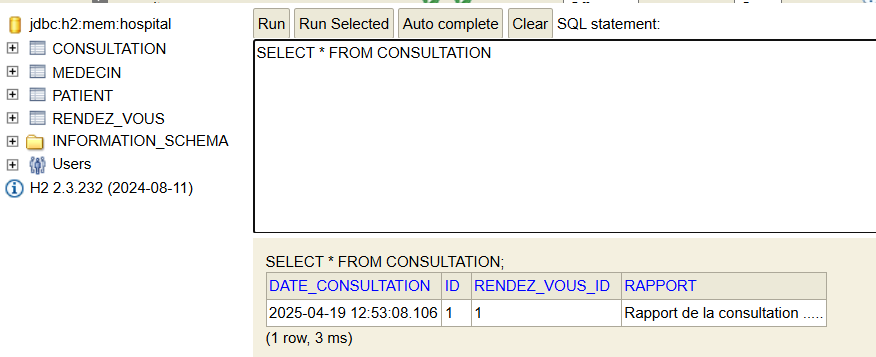 jdbc:h2:mem:hospital
CONSULTATION
MEDECIN
PATIENT
RENDEZ_VOUS
INFORMATION_SCHEMA
Users
H2 2.3.232 (2024-08-11)
Run Run Selected Auto complete Clear SQL statement:
SELECT * FROM CONSULTATION
SELECT * FROM CONSULTATION;
DATE_CONSULTATION ID RENDEZ_VOUS_ID RAPPORT
2025-04-19 12:53:08.106 1 1 Rapport de la consultation .....
(1 row, 3 ms)